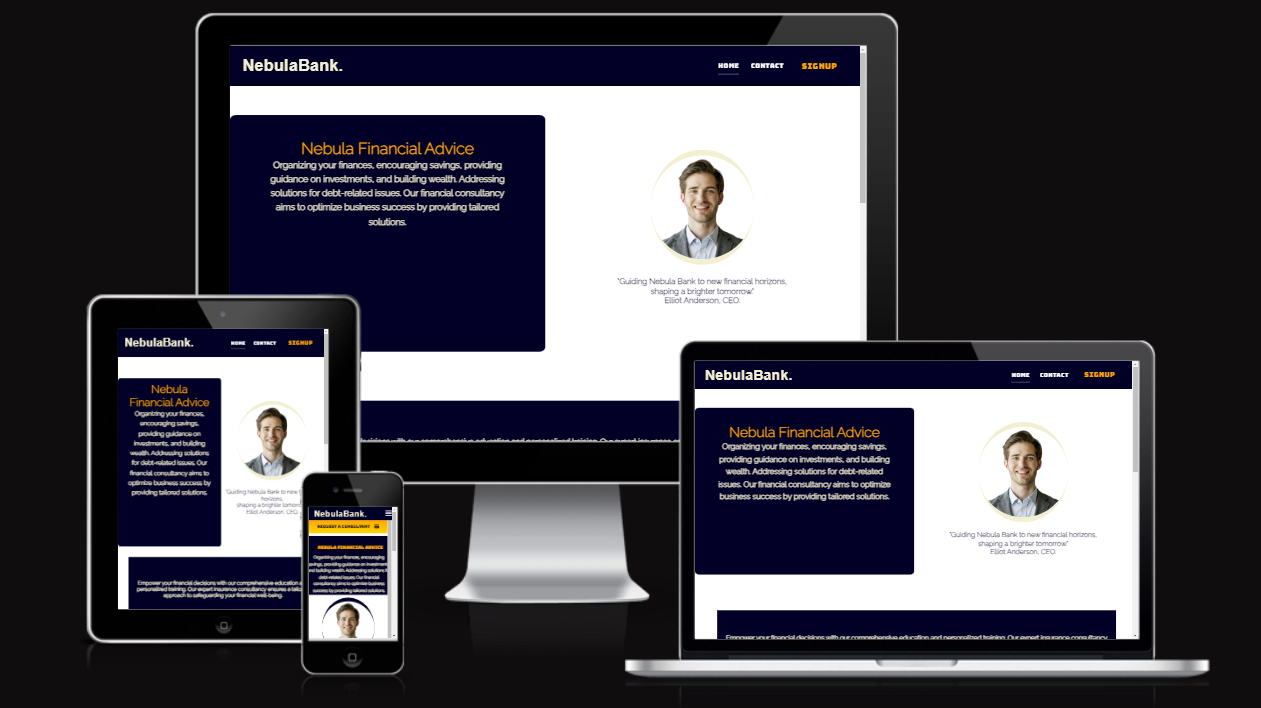 NebulaBank.
HOME CONTACT SIGNUP
Nebula Financial Advice
Organizing your finances, encouraging savings, providing
guidance on investments, and building wealth. Addressing
solutions for debt-related issues. Our financial consultancy
aims to optimize business success by providing tailored
solutions.
"Guiding Nebula Bank to new financial horizons,
shaping a brighter tomorrow"
Elliot Anderson, CEO.
decisions with our comprehensive education and personalized training. Our expert insurance
NebulaBank.
HOME CONTACT SIGNUP
Nebula
Financial Advice
Organizing your finances,
encouraging savings,
providing guidance on
investments, and building
wealth. Addressing solutions
for debt-related issues. Our
financial consultancy aims to
optimize business success by
providing tailored solutions.
"Guiding Nebula Bank to new
horizons,
shaping a brighter tomorrow
Elliot Anderson, CEO.
Empower your financial decisions with our comprehensive education
personalized training. Our expert insurance consultancy ensures a
approach to safeguarding your financial well-being.
NebulaBank.
REQUEST A CONSULTANT
NEBULA FINANCIAL ADVICE
Organizing your finances, encouraging
savings, providing guidance on investments,
and building wealth. Addressing solutions for
debt-related issues. Our financial
consultancy aims to optimize business
success by providing tailored solutions.
NebulaBank.
HOME CONTACT SIGNUP
Nebula Financial Advice
Organizing your finances, encouraging savings,
providing guidance on investments, and building
wealth. Addressing solutions for debt-related
issues. Our financial consultancy aims to optimize
business success by providing tailored solutions.
"Guiding Nebula Bank to new financial horizons,
shaping a brighter tomorrow"
Elliot Anderson, CEO.
Empower your financial decisions with our comprehensive education and personalized training. Our expert insurance consultancy